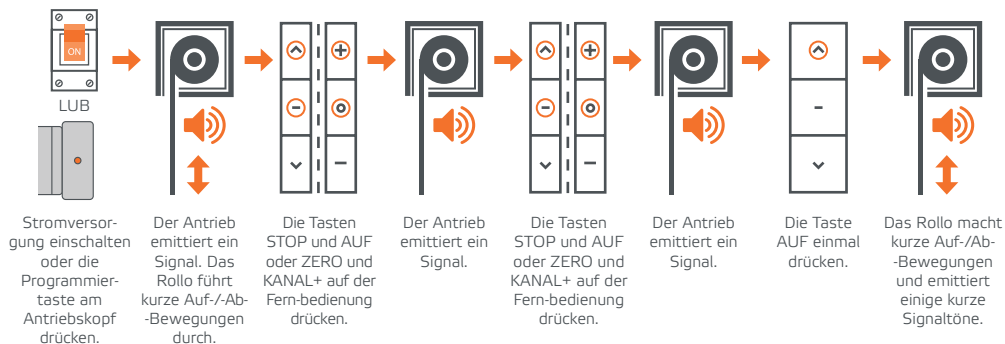 ON
LUB
Stromversor-
gung einschalten
oder die
Programmier-
taste am
Antriebskopf
drücken.
Der Antrieb
emittiert ein
Signal. Das
Rollo führt
kurze Auf-/-Ab-
-Bewegungen
durch.
Die Tasten
STOP und AUF
oder ZERO und
KANAL+ auf der
Fern-bedienung
drücken.
Der Antrieb
emittiert ein
Signal.
Die Tasten
STOP und AUF
oder ZERO und
KANAL+ auf der
Fern-bedienung
drücken.
Der Antrieb
emittiert ein
Signal.
Die Taste
AUF einmal
drücken.
Das Rollo macht
kurze Auf-/Ab-
-Bewegungen
und emittiert
einige kurze
Signaltöne.